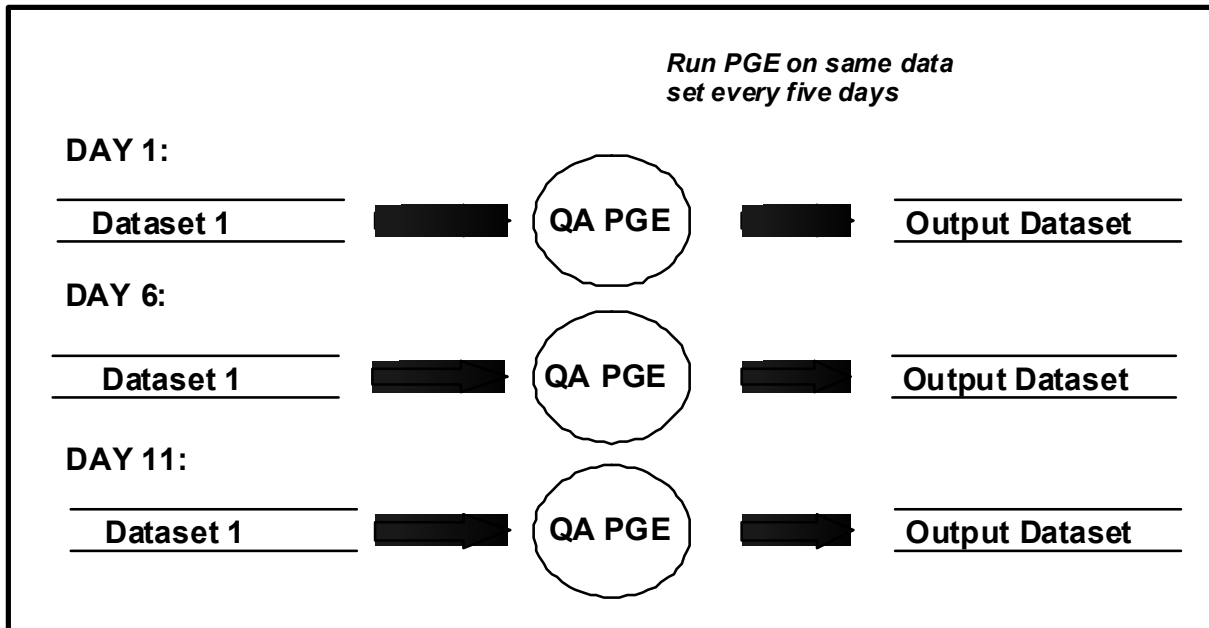 Run PGE on same data
set every five days
DAY 1:
Dataset 1
QA PGE
Output Dataset
DAY 6:
Dataset 1
QA PGE
Output Dataset
DAY 11:
Dataset 1
QA PGE
Output Dataset